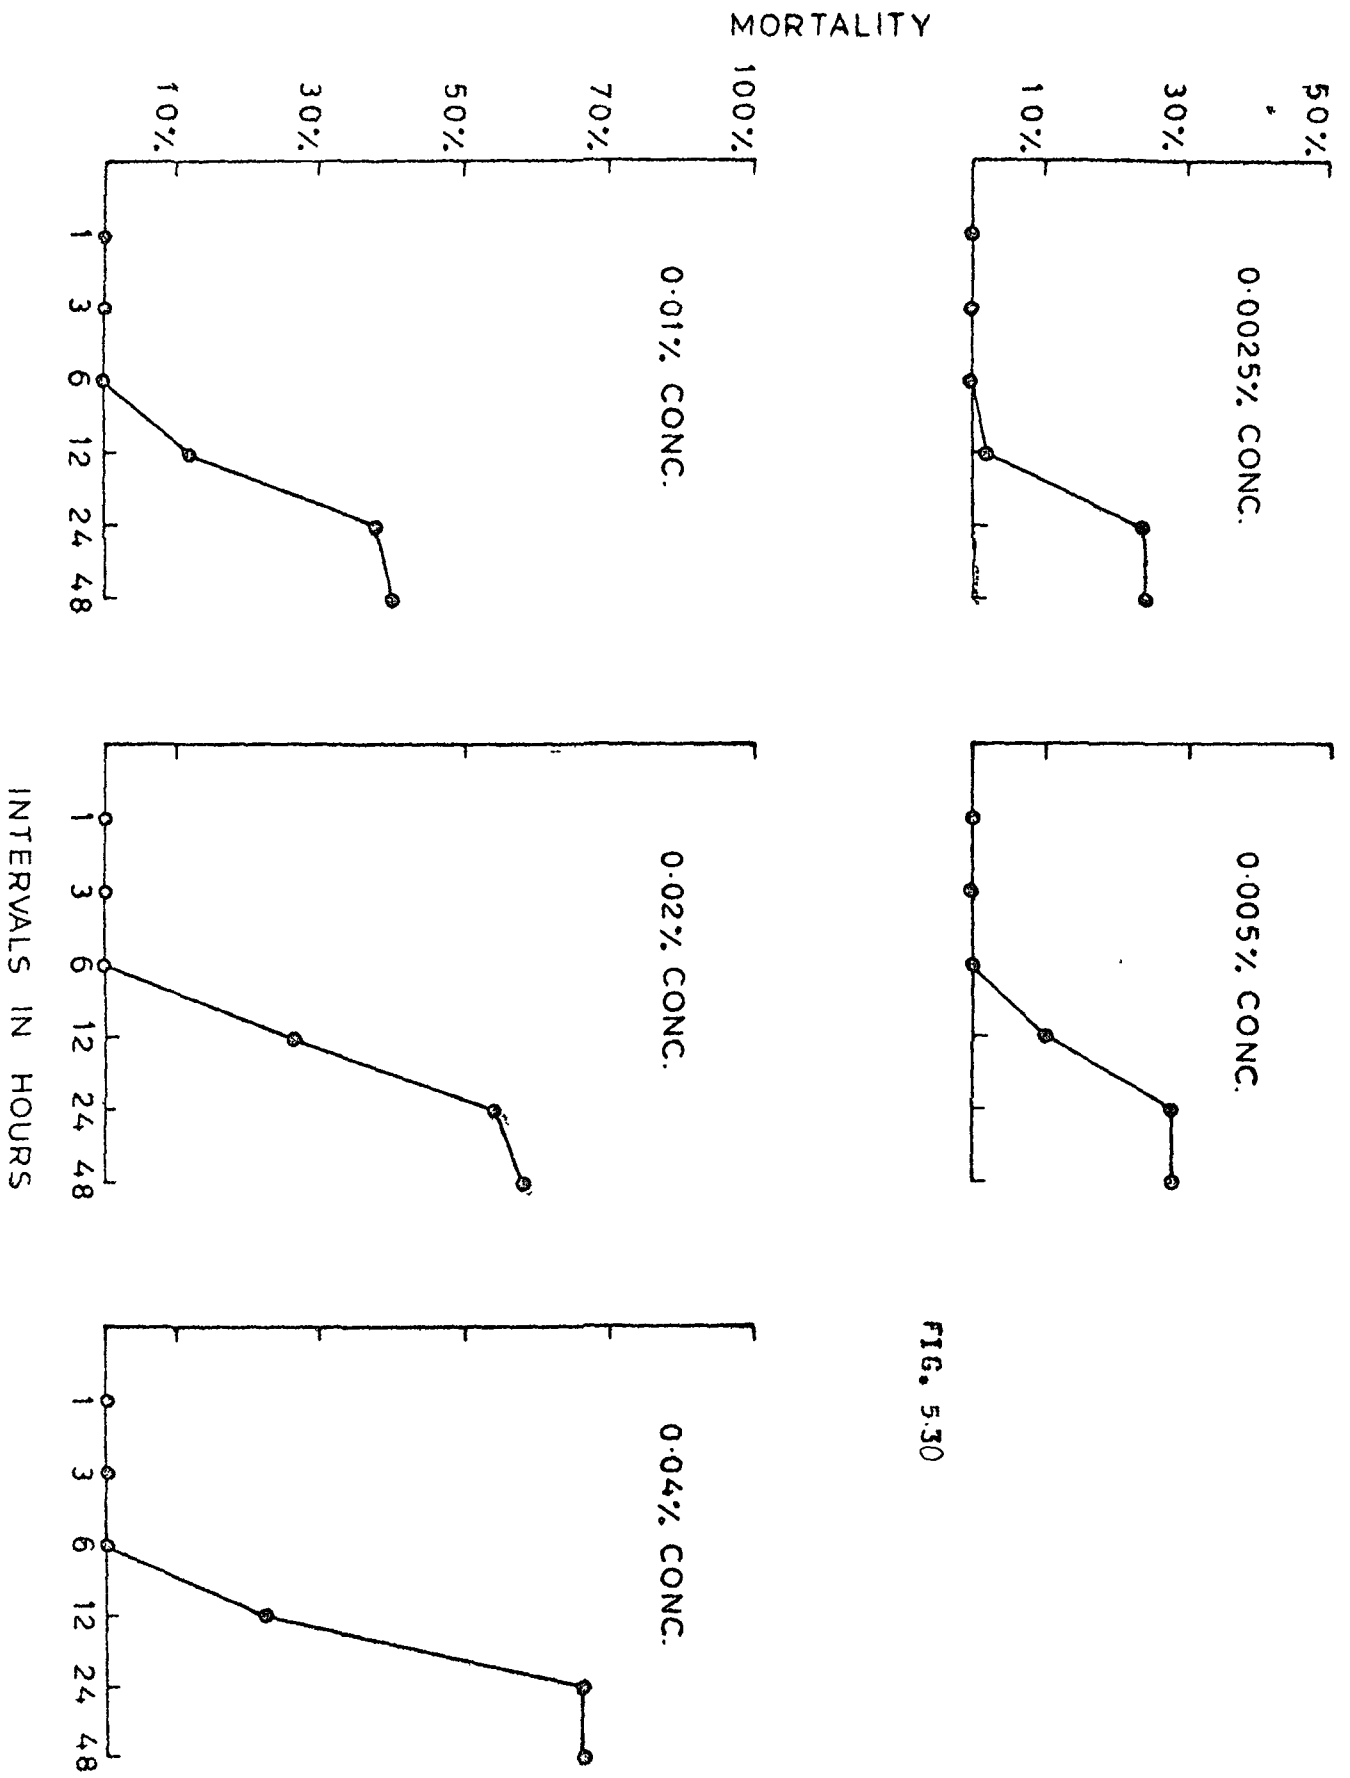 MORTALITY
50%
30%
10%
0·0025% CONC.
0·005% CONC.
FIG. 5·30
100%
70%
50%
30%
10%
0·01% CONC.
0·02% CONC.
0·04% CONC.
1 3 6 12 24 48
1 3 6 12 24 48
1 3 6 12 24 48
INTERVALS IN HOURS